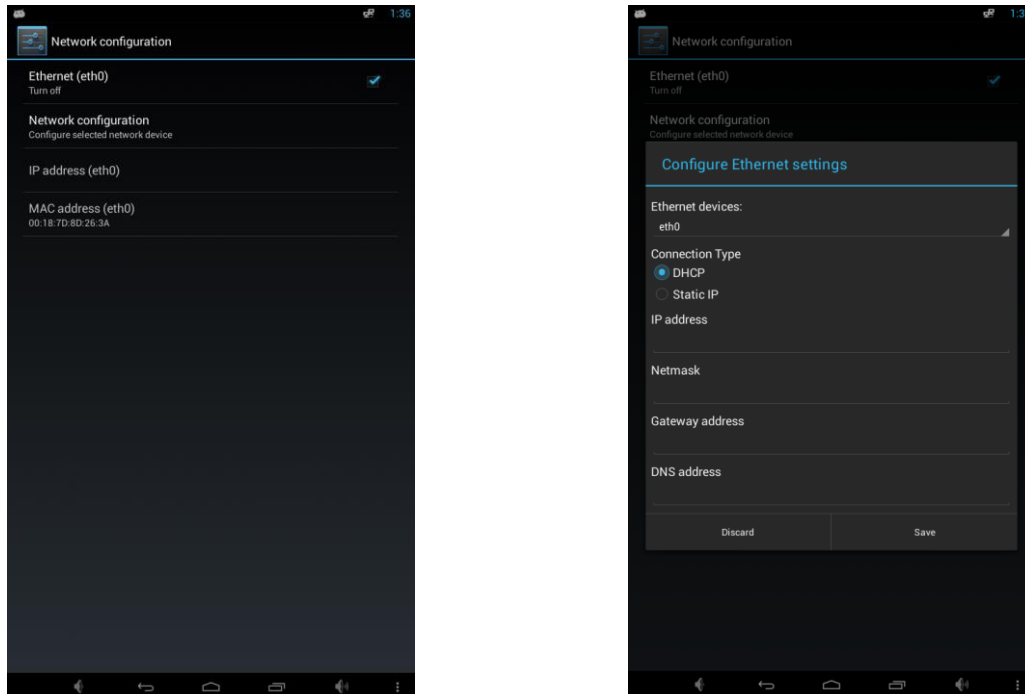 1:36
Network configuration
Ethernet (eth0)
Turn off
Network configuration
Configure selected network device
IP address (eth0)
MAC address (eth0)
00:18:7D:8D:26:3A
1:3
Network configuration
Ethernet (eth0)
Turn off
Network configuration
Configure selected network device
Configure Ethernet settings
Ethernet devices:
eth0
Connection Type
DHCP
Static IP
IP address
Netmask
Gateway address
DNS address
Discard Save